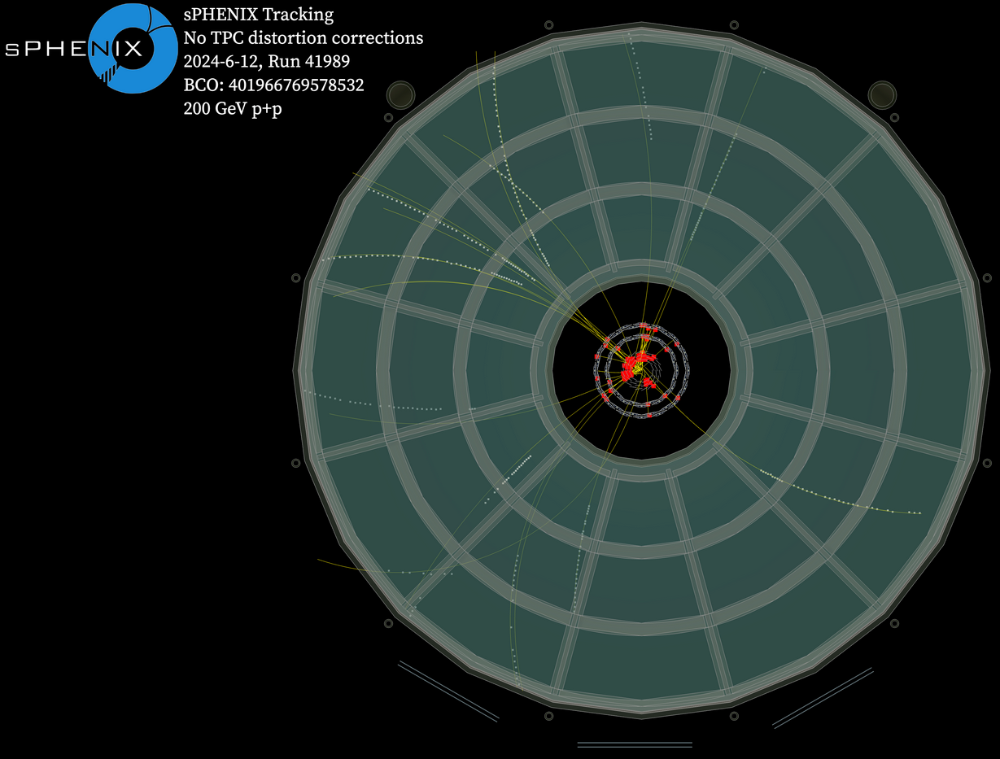 sPHENIX
sPHENIX Tracking
No TPC distortion corrections
2024-6-12, Run 41989
BCO: 401966769578532
200 GeV p+p